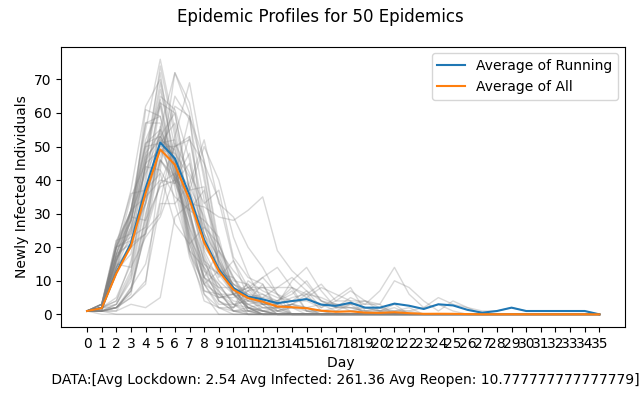 Epidemic Profiles for 50 Epidemics
Average of Running
Average of All
Newly Infected Individuals
70
60
50
40
30
20
10
0
0 1 2 3 4 5 6 7 8 9 10 11 12 13 14 15 16 17 18 19 20 21 22 23 24 25 26 27 28 29 30 31 32 33 34 35
Day
DATA:[Avg Lockdown: 2.54 Avg Infected: 261.36 Avg Reopen: 10.777777777777779]